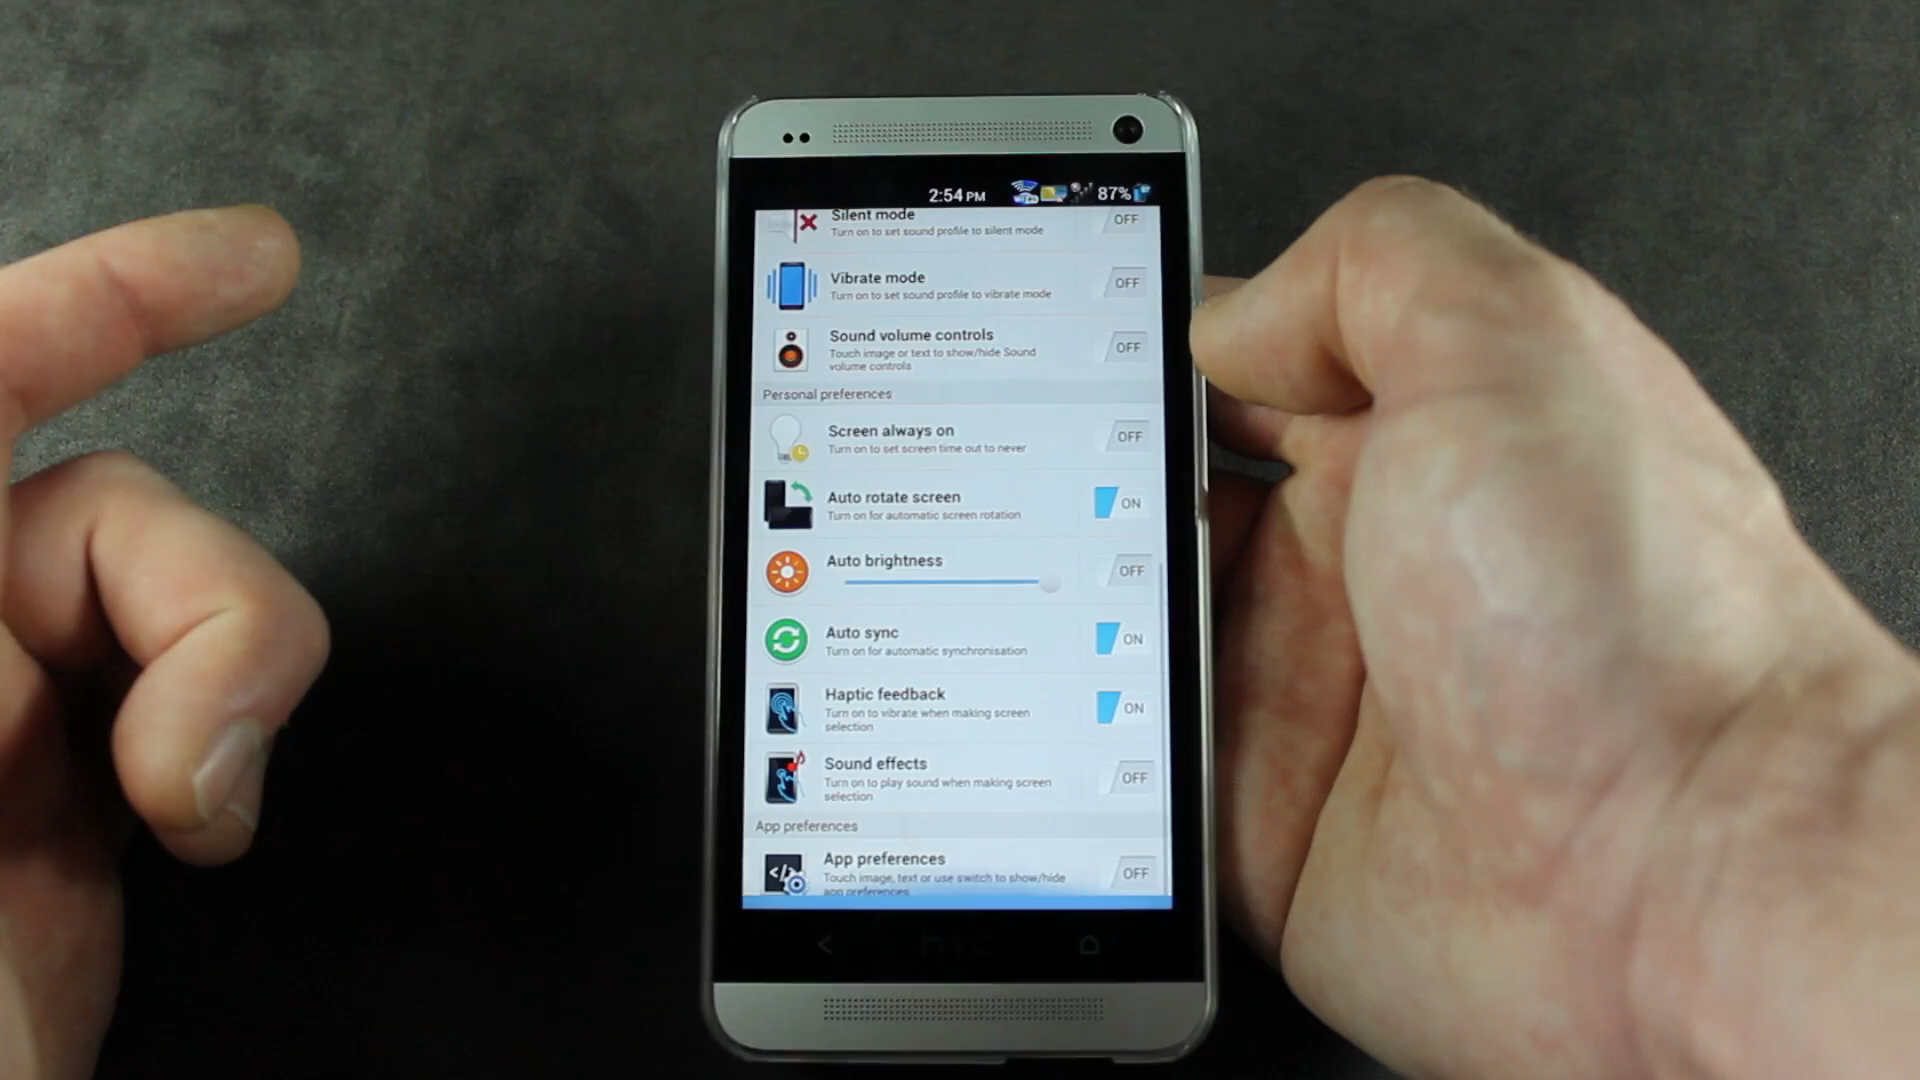 2:54 PM 87%
Silent mode
Turn on to set sound profile to silent mode
OFF
Vibrate mode
Turn on to set sound profile to vibrate mode
OFF
Sound volume controls
Touch image or text to show/hide Sound
volume controls
OFF
Personal preferences
Screen always on
Turn on to set screen time out to never
OFF
Auto rotate screen
Turn on for automatic screen rotation
ON
Auto brightness
OFF
Auto sync
Turn on for automatic synchronisation
ON
Haptic feedback
Turn on to vibrate when making screen
selection
ON
Sound effects
Turn on to play sound when making screen
selection
OFF
App preferences
App preferences
Touch image, text or use switch to show/hide
app preferences
OFF
hTC